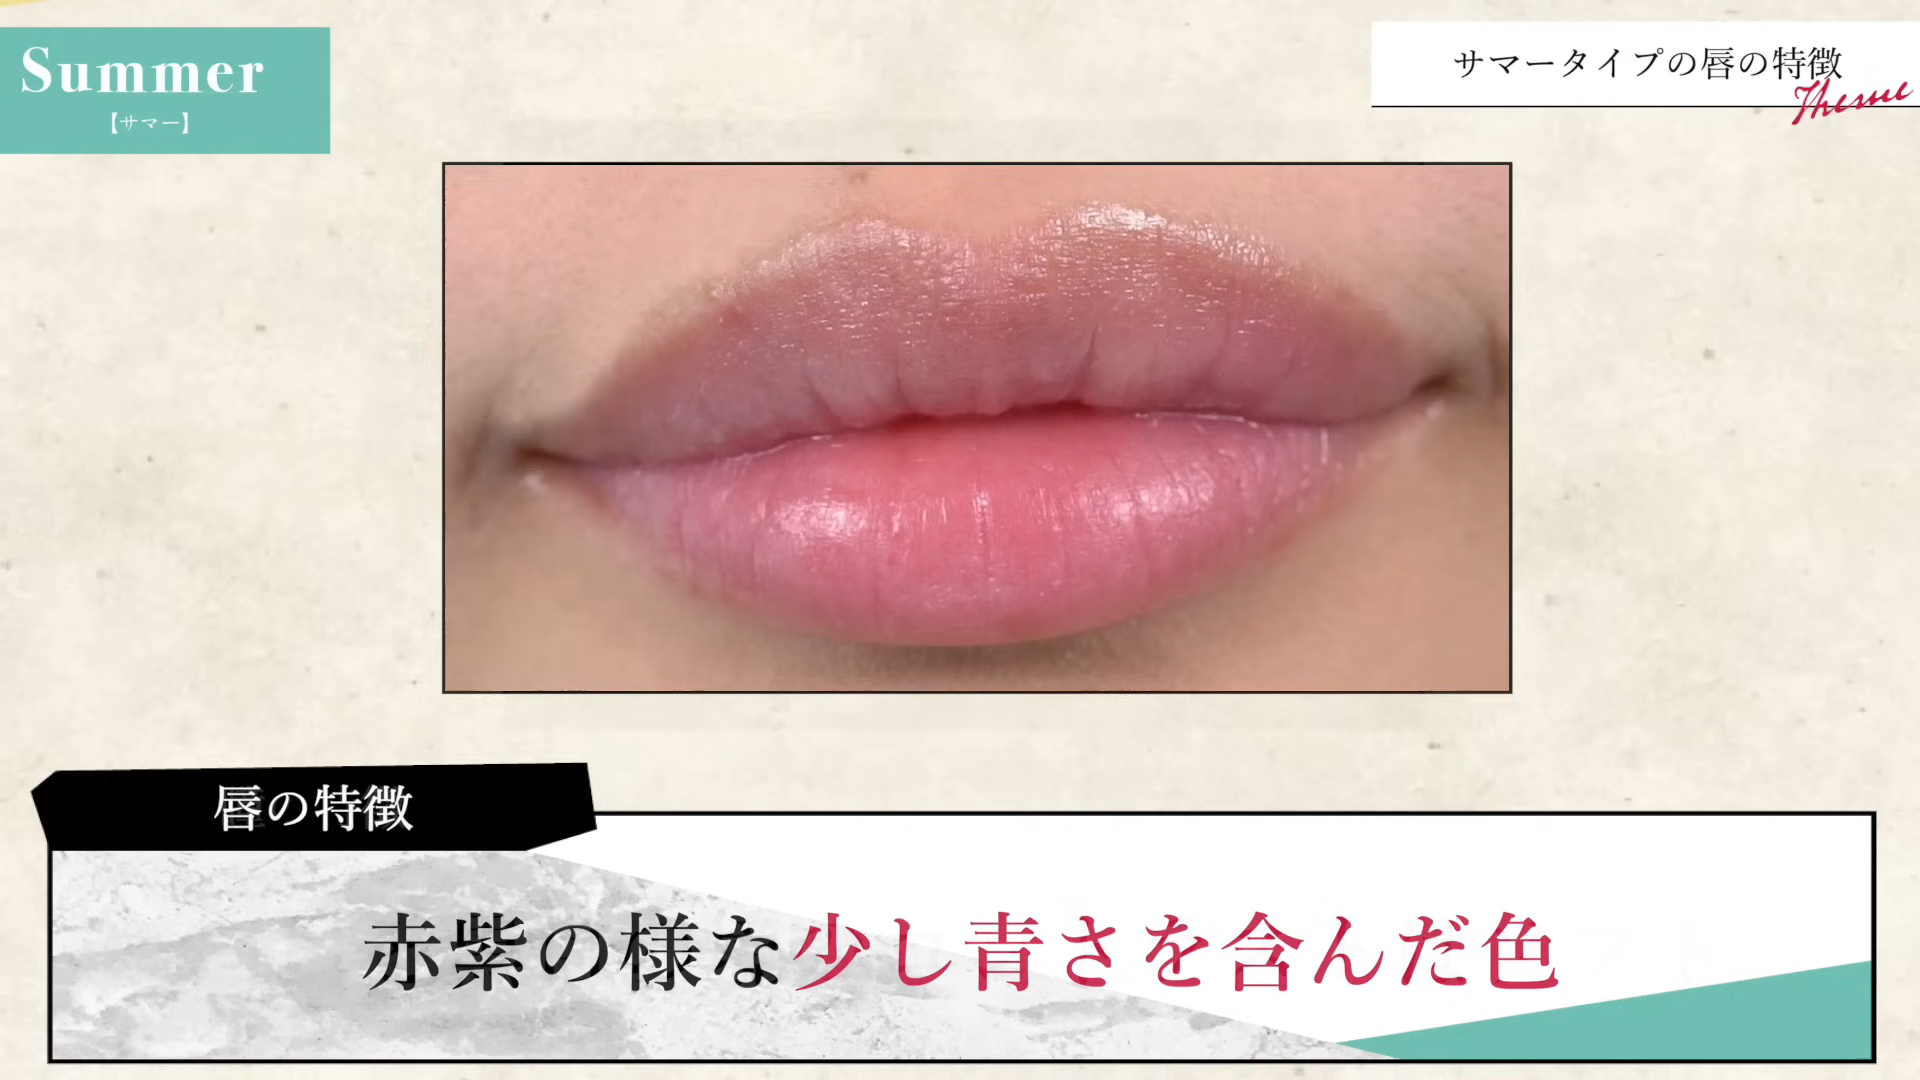 Summer
【サマー】
サマータイプの唇の特徴
Theme
唇の特徴
赤紫の様な少し青さを含んだ色